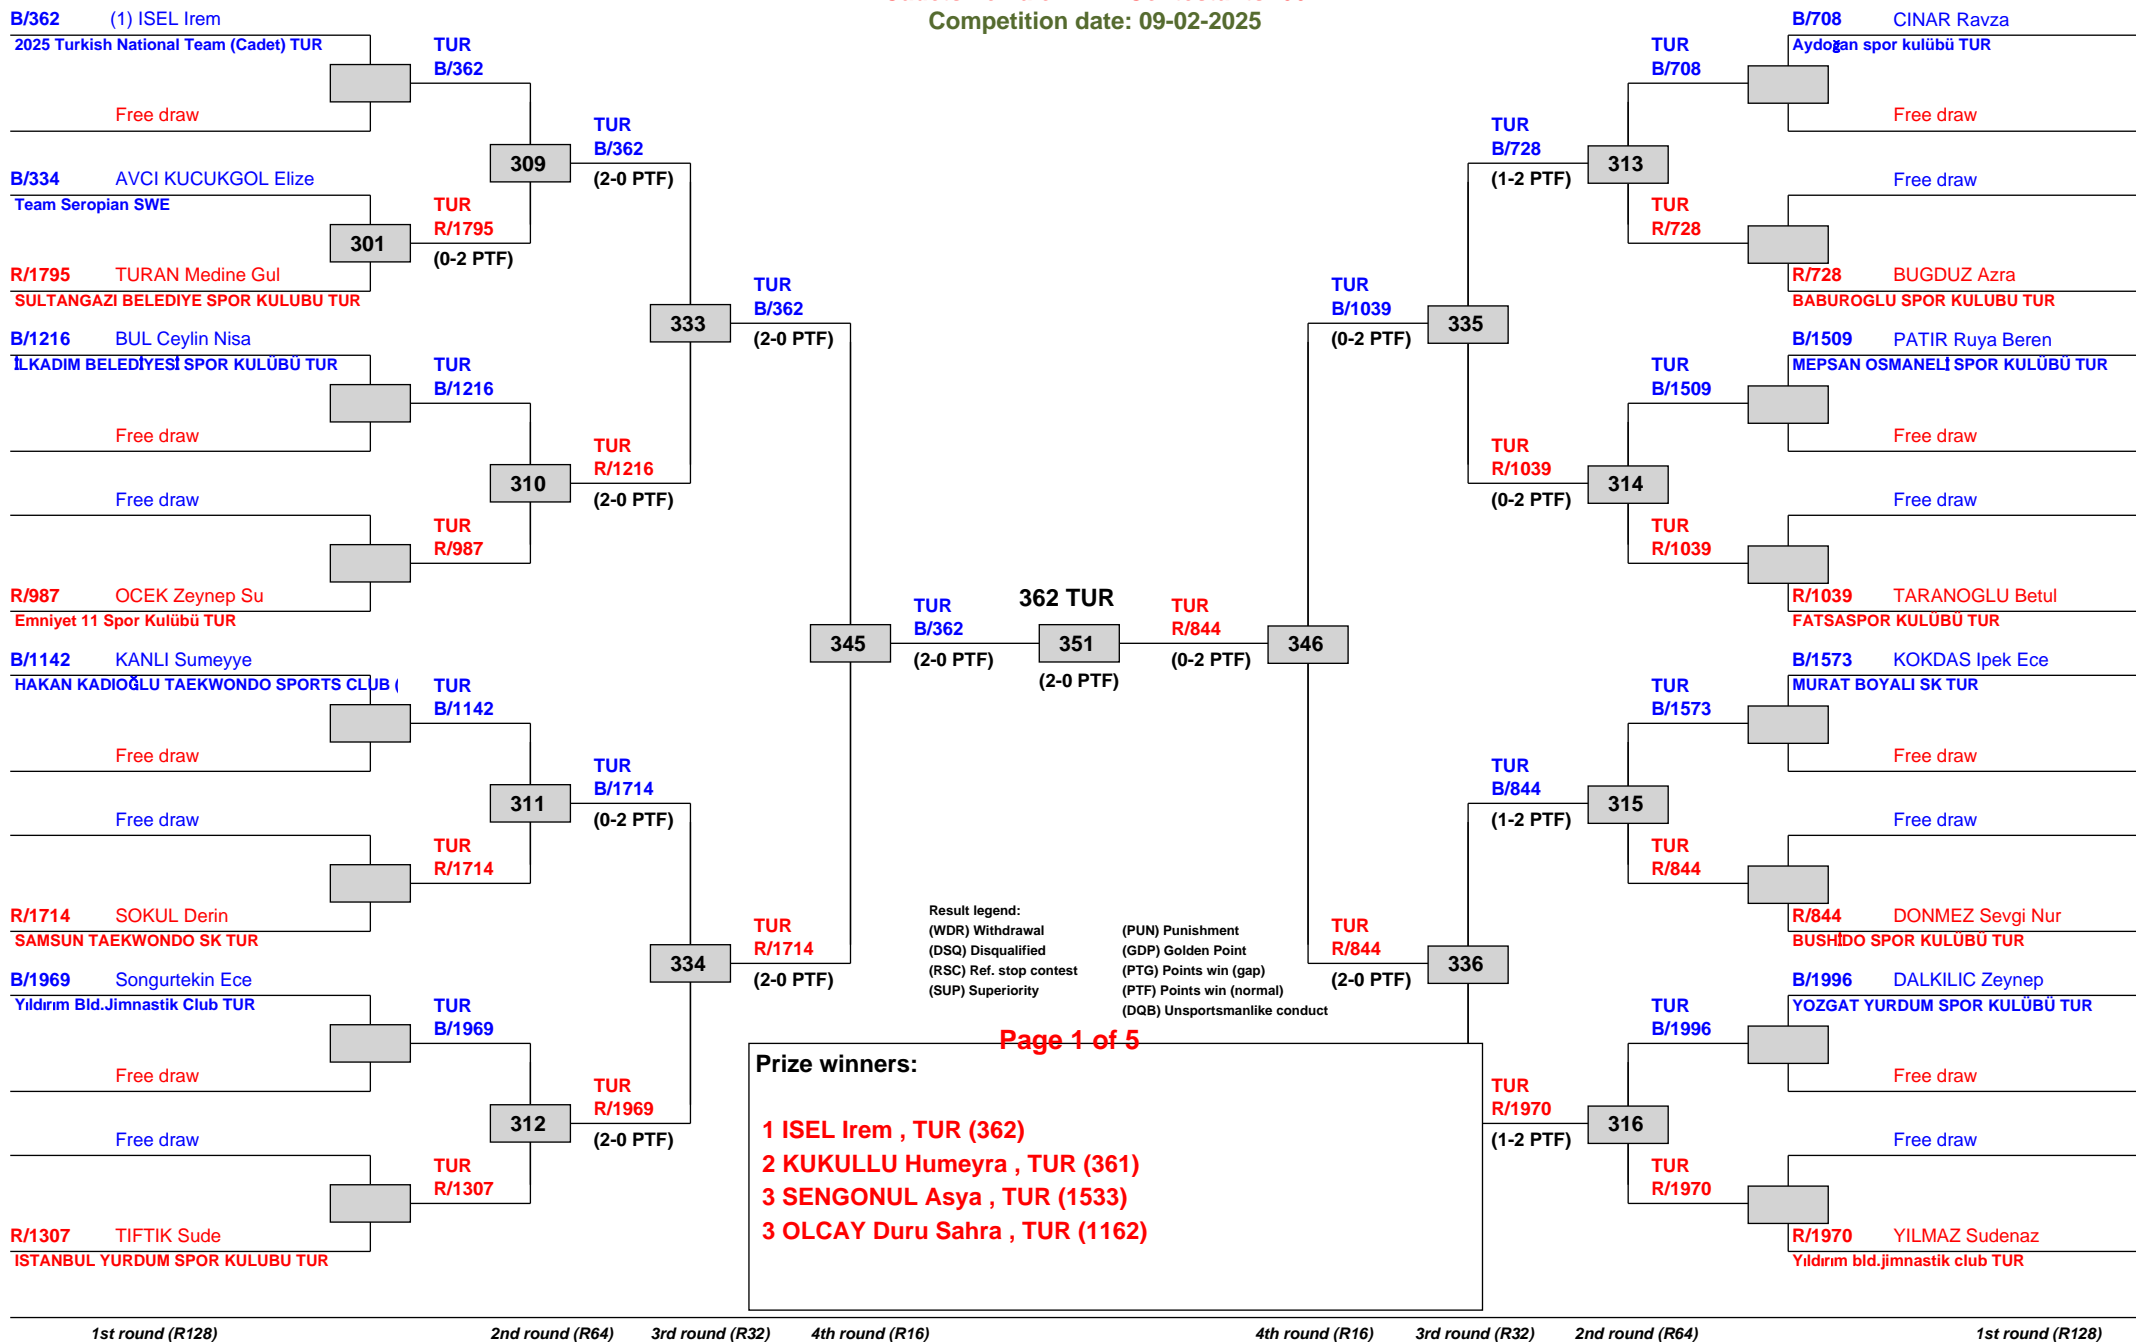 Competition date: 09-02-2025
B/362 (1) ISEL Irem
2025 Turkish National Team (Cadet) TUR
TUR
B/362
Free draw
TUR
B/362
309
(2-0 PTF)
B/334 AVCI KUCUKGOL Elize
Team Seropian SWE
TUR
R/1795
301
(0-2 PTF)
R/1795 TURAN Medine Gul
SULTANGAZI BELEDIYE SPOR KULUBU TUR
TUR
B/362
333
(2-0 PTF)
B/1216 BUL Ceylin Nisa
İLKADIM BELEDİYESİ SPOR KULÜBÜ TUR
TUR
B/1216
Free draw
TUR
R/1216
310
(2-0 PTF)
Free draw
TUR
R/987
R/987 OCEK Zeynep Su
Emniyet 11 Spor Kulübü TUR
TUR
B/362
345
(2-0 PTF)
B/1142 KANLI Sumeyye
HAKAN KADIOĞLU TAEKWONDO SPORTS CLUB (
TUR
B/1142
Free draw
TUR
B/1714
311
(0-2 PTF)
Free draw
TUR
R/1714
R/1714 SOKUL Derin
SAMSUN TAEKWONDO SK TUR
TUR
R/1714
334
(2-0 PTF)
B/1969 Songurtekin Ece
Yıldırım Bld.Jimnastik Club TUR
TUR
B/1969
Free draw
TUR
R/1969
312
(2-0 PTF)
Free draw
TUR
R/1307
R/1307 TIFTIK Sude
ISTANBUL YURDUM SPOR KULUBU TUR
362 TUR
351
(2-0 PTF)
TUR
R/844
346
(0-2 PTF)
B/708 CINAR Ravza
Aydoğan spor kulübü TUR
TUR
B/708
Free draw
TUR
B/728
313
(1-2 PTF)
Free draw
TUR
R/728
R/728 BUGDUZ Azra
BABUROGLU SPOR KULUBU TUR
TUR
B/1039
335
(0-2 PTF)
B/1509 PATIR Ruya Beren
MEPSAN OSMANELİ SPOR KULÜBÜ TUR
TUR
B/1509
Free draw
TUR
R/1039
314
(0-2 PTF)
Free draw
TUR
R/1039
R/1039 TARANOGLU Betul
FATSASPOR KULÜBÜ TUR
B/1573 KOKDAS Ipek Ece
MURAT BOYALI SK TUR
TUR
B/1573
Free draw
TUR
B/844
315
(1-2 PTF)
Free draw
TUR
R/844
R/844 DONMEZ Sevgi Nur
BUSHİDO SPOR KULÜBÜ TUR
TUR
R/844
336
(2-0 PTF)
B/1996 DALKILIC Zeynep
YOZGAT YURDUM SPOR KULÜBÜ TUR
TUR
B/1996
Free draw
TUR
R/1970
316
(1-2 PTF)
Free draw
TUR
R/1970
R/1970 YILMAZ Sudenaz
Yıldırım bld.jimnastik club TUR
Result legend:
(WDR) Withdrawal (PUN) Punishment
(DSQ) Disqualified (GDP) Golden Point
(RSC) Ref. stop contest (PTG) Points win (gap)
(SUP) Superiority (PTF) Points win (normal)
(DQB) Unsportsmanlike conduct
Page 1 of 5
Prize winners:
1 ISEL Irem , TUR (362)
2 KUKULLU Humeyra , TUR (361)
3 SENGONUL Asya , TUR (1533)
3 OLCAY Duru Sahra , TUR (1162)
1st round (R128) 2nd round (R64) 3rd round (R32) 4th round (R16) 4th round (R16) 3rd round (R32) 2nd round (R64) 1st round (R128)